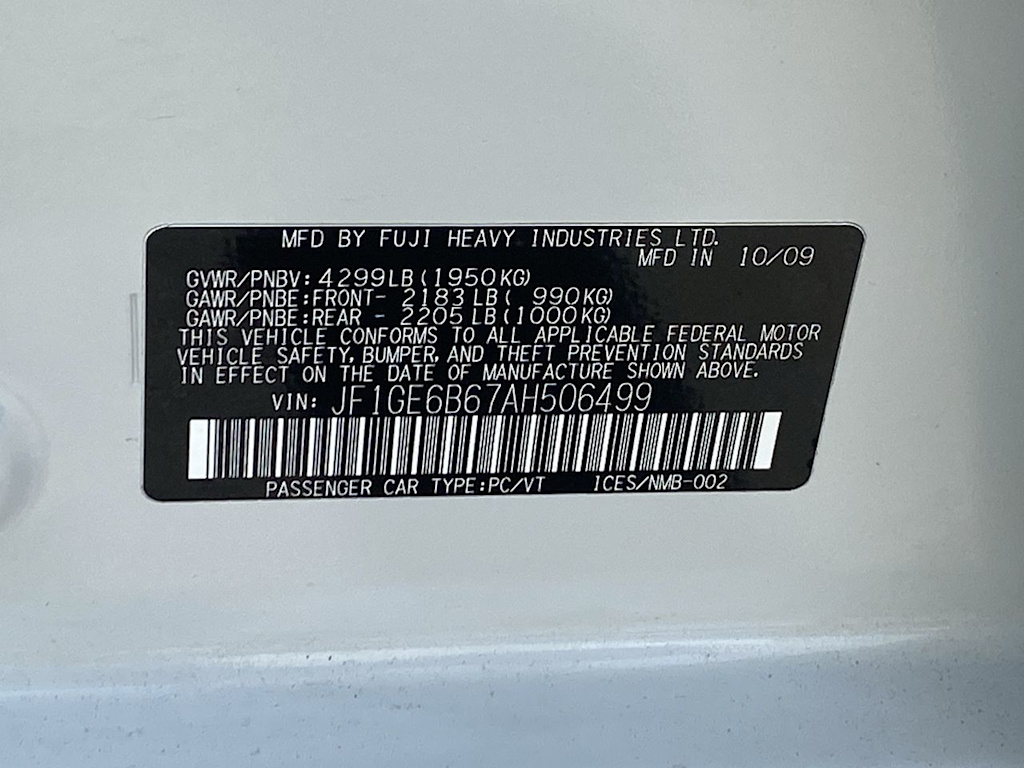 MFD BY FUJI HEAVY INDUSTRIES LTD.
MFD IN 10/09
GVWR/PNBV: 4299LB(1950KG)
GAWR/PNBE:FRONT- 2183LB( 990KG)
GAWR/PNBE:REAR - 2205LB(1000KG)
THIS VEHICLE CONFORMS TO ALL APPLICABLE FEDERAL MOTOR
VEHICLE SAFETY, BUMPER, AND THEFT PREVENTION STANDARDS
IN EFFECT ON THE DATE OF MANUFACTURE SHOWN ABOVE.
VIN: JF1GE6B67AH506499
PASSENGER CAR TYPE:PC/VT ICES/NMB-002